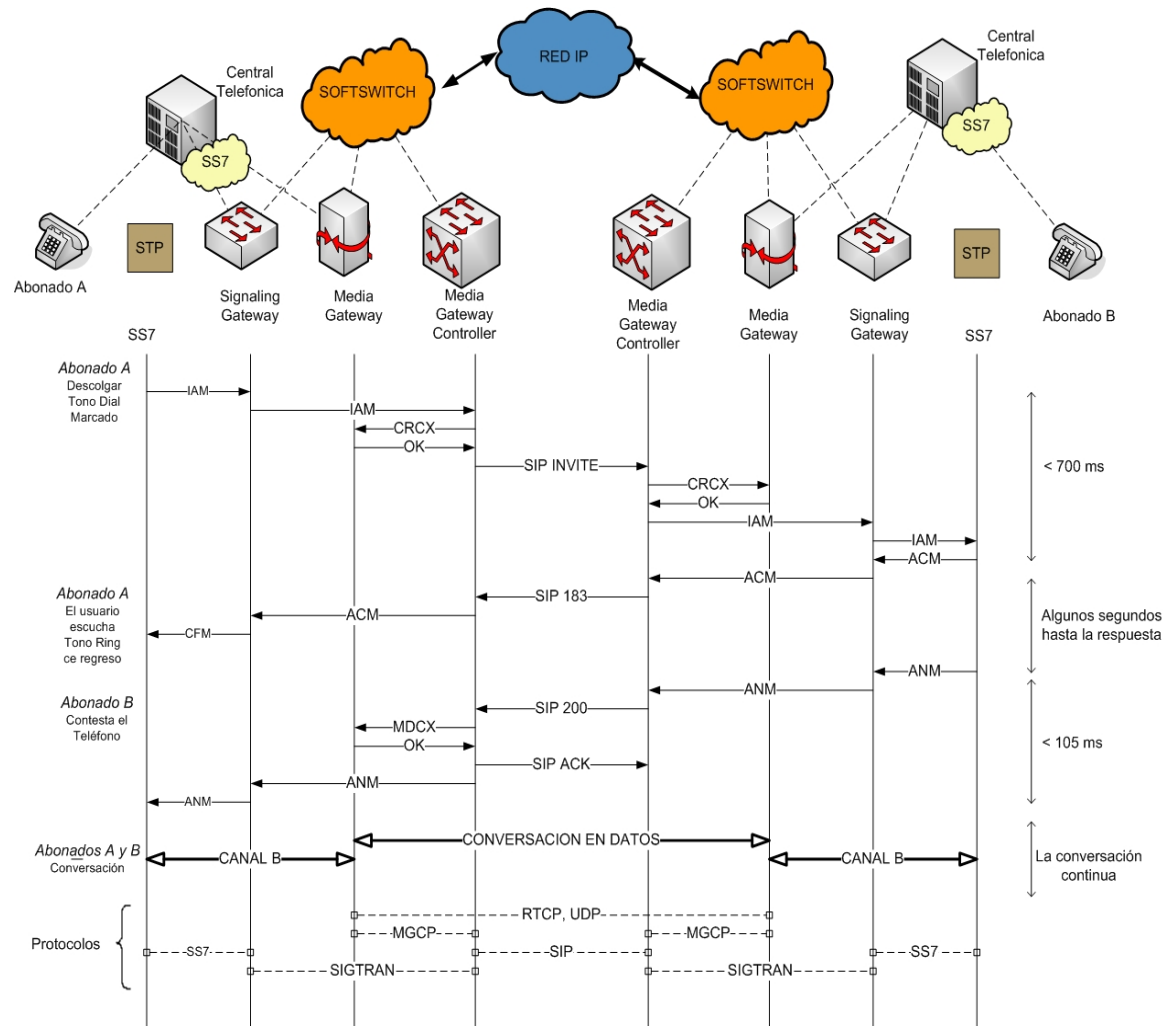 RED IP
Central
Telefonica
SOFTSWITCH
SS7
SOFTSWITCH
Central
Telefonica
SS7
Abonado A
STP
Signaling
Gateway
Media
Gateway
Media
Gateway
Controller
Media
Gateway
Controller
Media
Gateway
Signaling
Gateway
STP
Abonado B
SS7
SS7
Abonado A
Descolgar
Tono Dial
Marcado
IAM
IAM
CRCX
OK
SIP INVITE
CRCX
OK
IAM
IAM
ACM
< 700 ms
ACM
SIP 183
ACM
CFM
Abonado A
El usuario
escucha
Tono Ring
ce regreso
Algunos segundos
hasta la respuesta
ANM
ANM
SIP 200
MDCX
OK
SIP ACK
ANM
ANM
Abonado B
Contesta el
Teléfono
< 105 ms
CONVERSACION EN DATOS
Abonados A y B
Conversación
CANAL B
CANAL B
La conversación
continua
Protocolos
RTCP, UDP
MGCP
MGCP
SS7
SIP
SS7
SIGTRAN
SIGTRAN